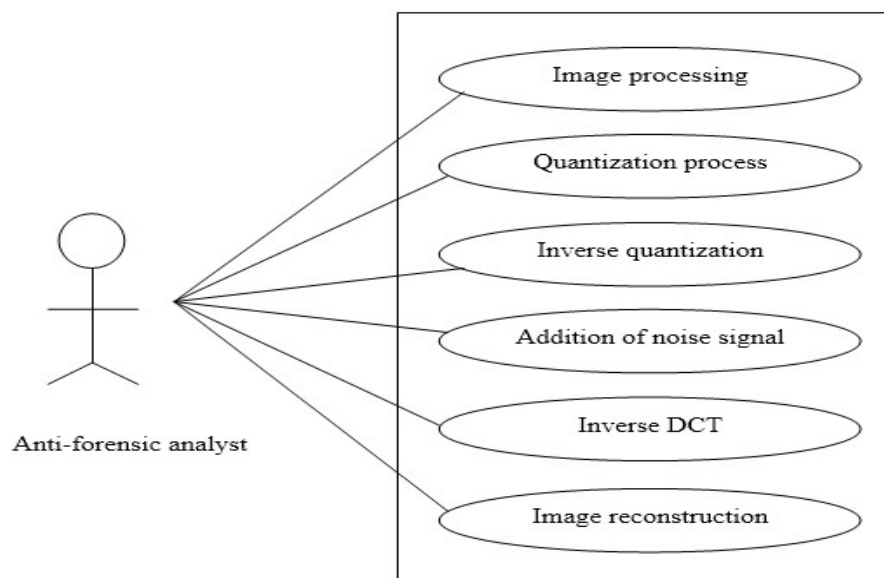 Image processing
Quantization process
Inverse quantization
Addition of noise signal
Anti-forensic analyst
Inverse DCT
Image reconstruction